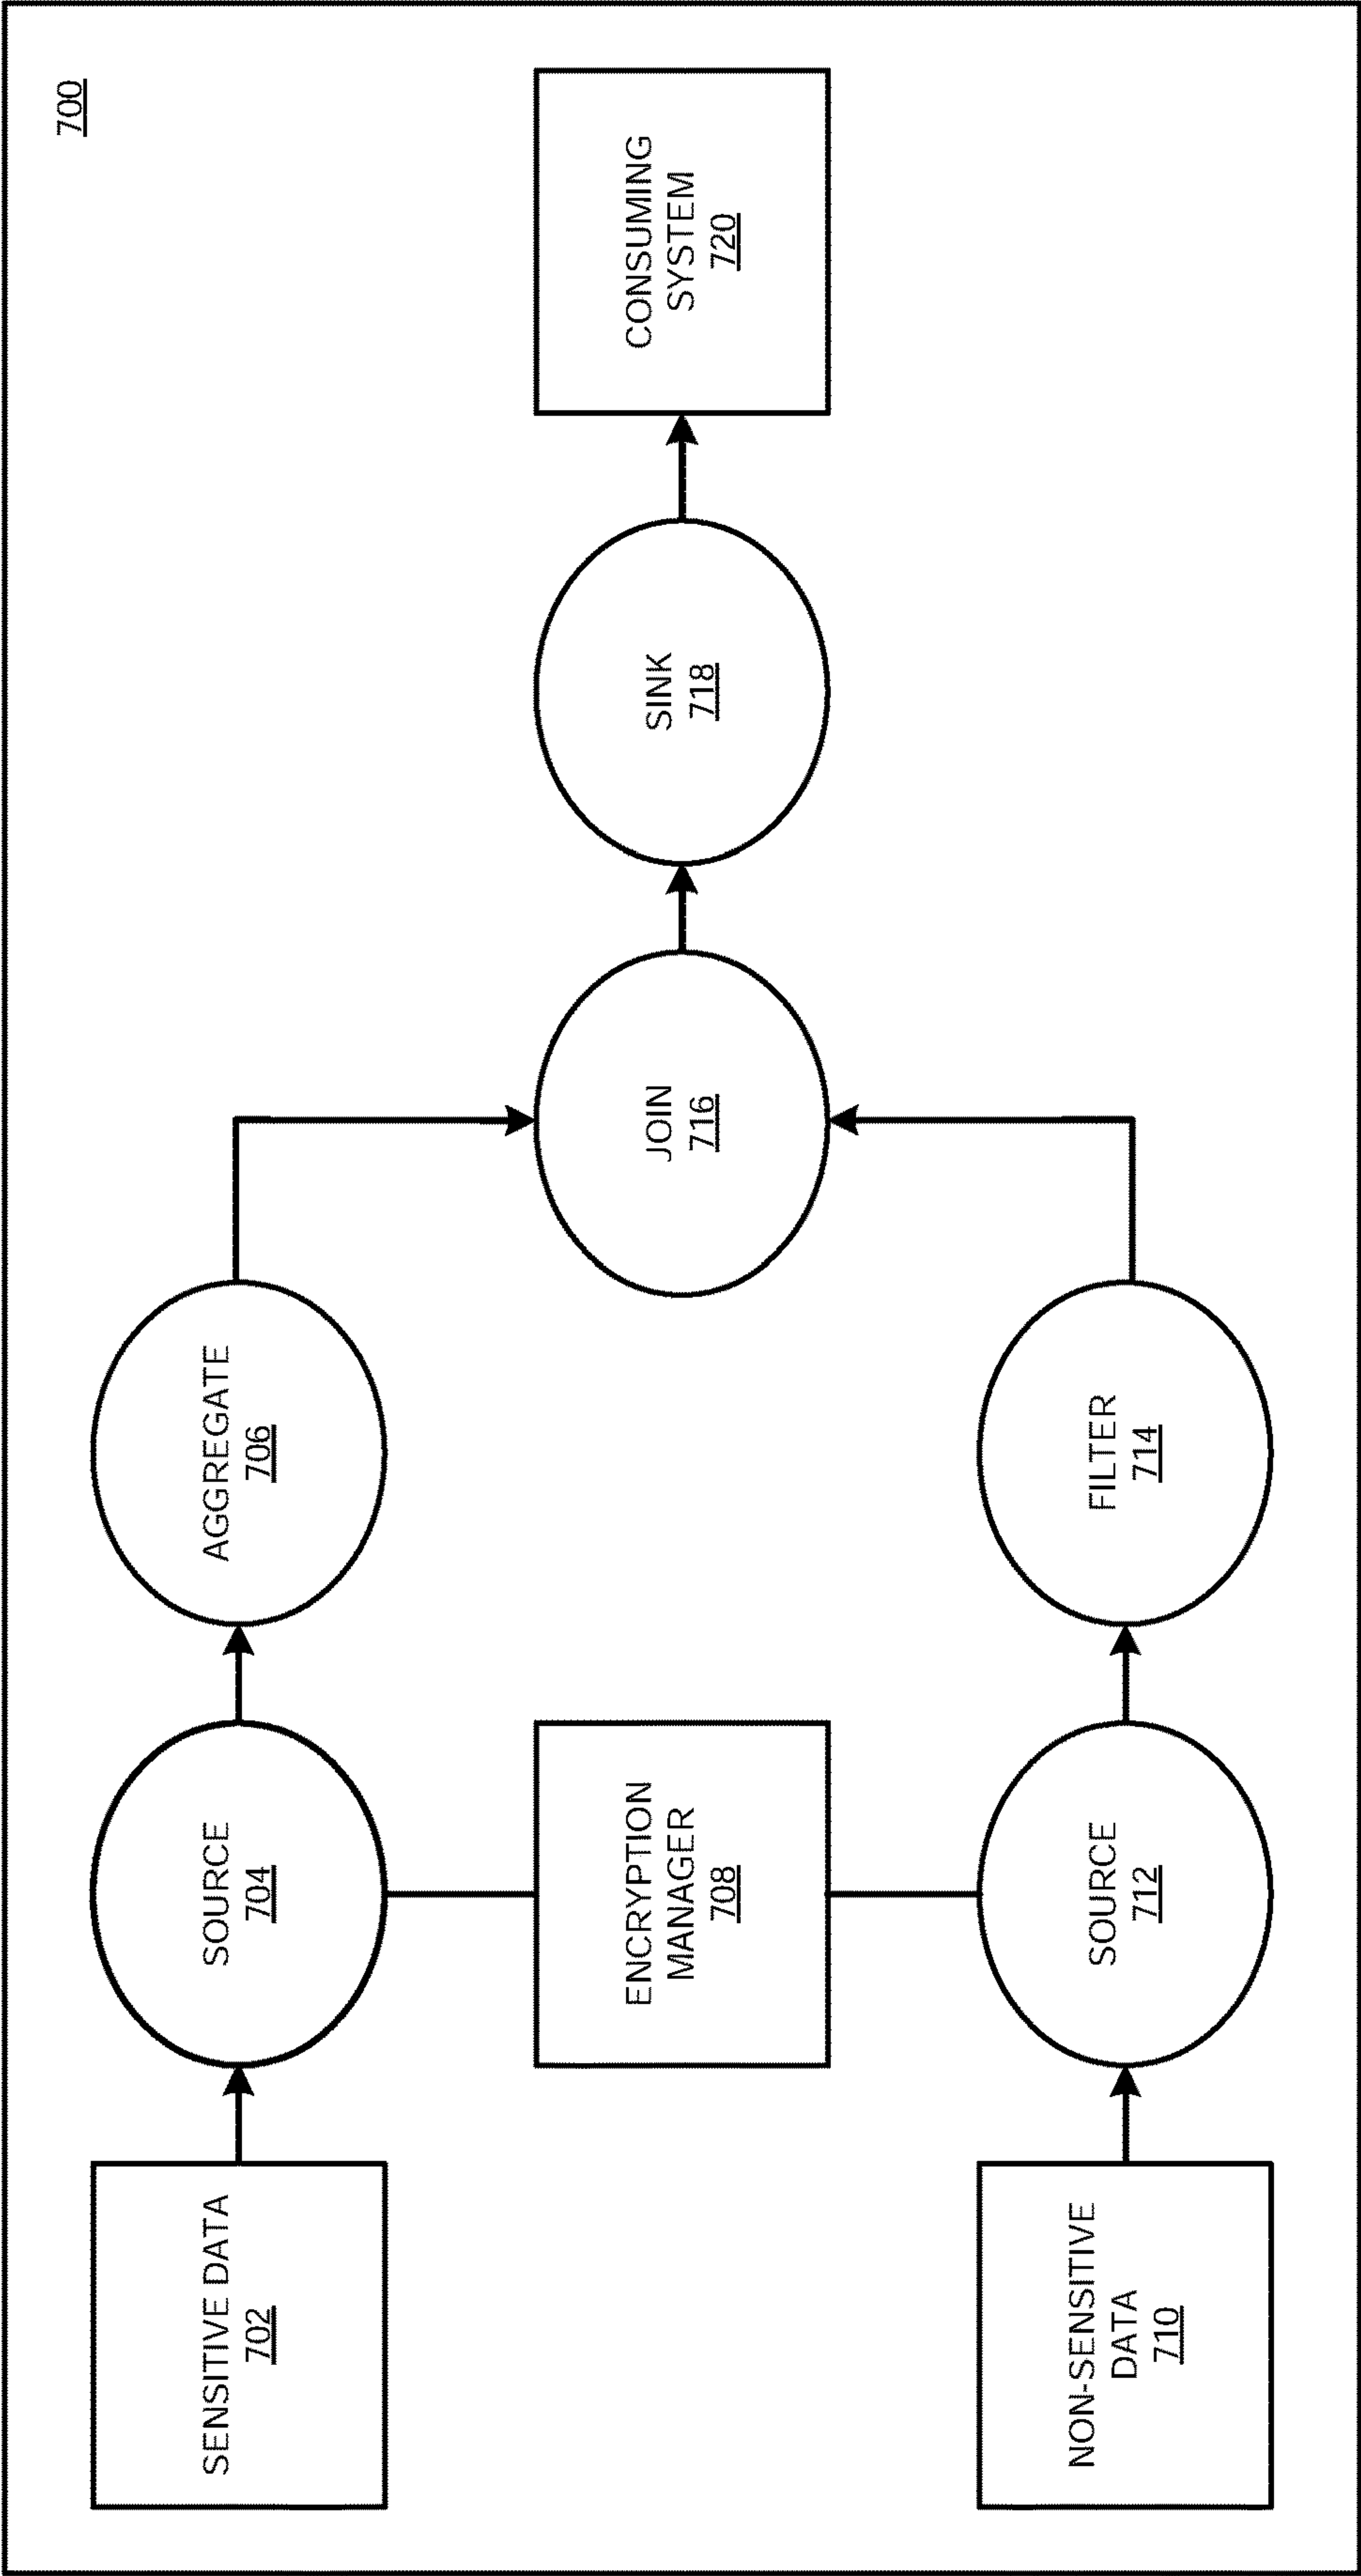 700
SENSITIVE DATA
702
SOURCE
704
AGGREGATE
706
ENCRYPTION
MANAGER
708
NON-SENSITIVE
DATA
710
SOURCE
712
FILTER
714
JOIN
716
SINK
718
CONSUMING
SYSTEM
720